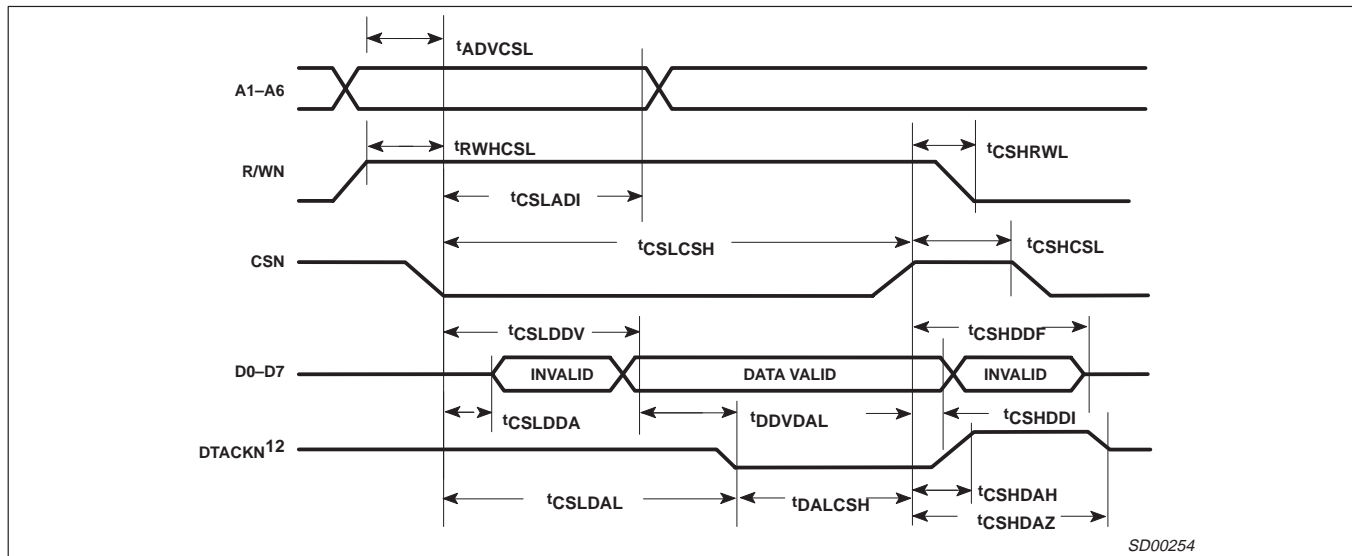 tADVCSL
A1–A6
tRWHCSL
tCSHRWL
R/WN
tCSLADI
tCSLCSH
tCSHCSL
CSN
tCSLDDV
tCSHDDF
D0–D7
INVALID
DATA VALID
INVALID
tCSLDDA
tDDVDAL
tCSHDDI
DTACKN12
tCSLDAL
tDALCSH
tCSHDAH
tCSHDAZ
SD00254